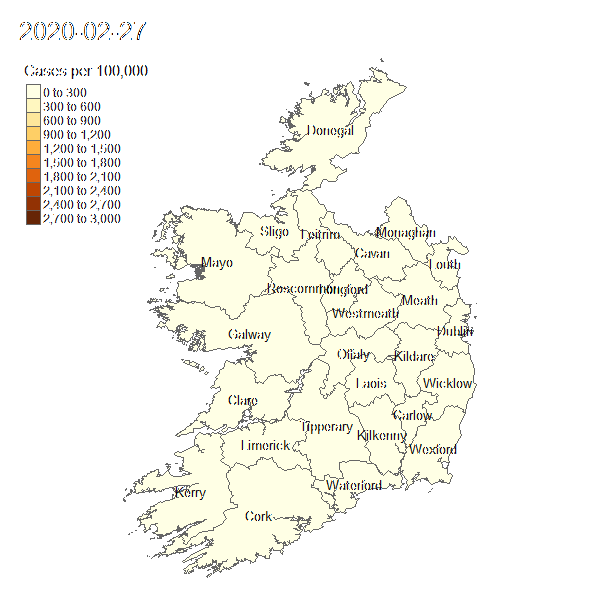 2020-02-27
Cases per 100,000
0 to 300
300 to 600
600 to 900
900 to 1,200
1,200 to 1,500
1,500 to 1,800
1,800 to 2,100
2,100 to 2,400
2,400 to 2,700
2,700 to 3,000
Donegal
Sligo
Leitrim
Monaghan
Cavan
Louth
Mayo
Roscommon
Longford
Meath
Westmeath
Dublin
Galway
Offaly
Kildare
Laois
Wicklow
Clare
Carlow
Tipperary
Kilkenny
Limerick
Wexford
Waterford
Kerry
Cork